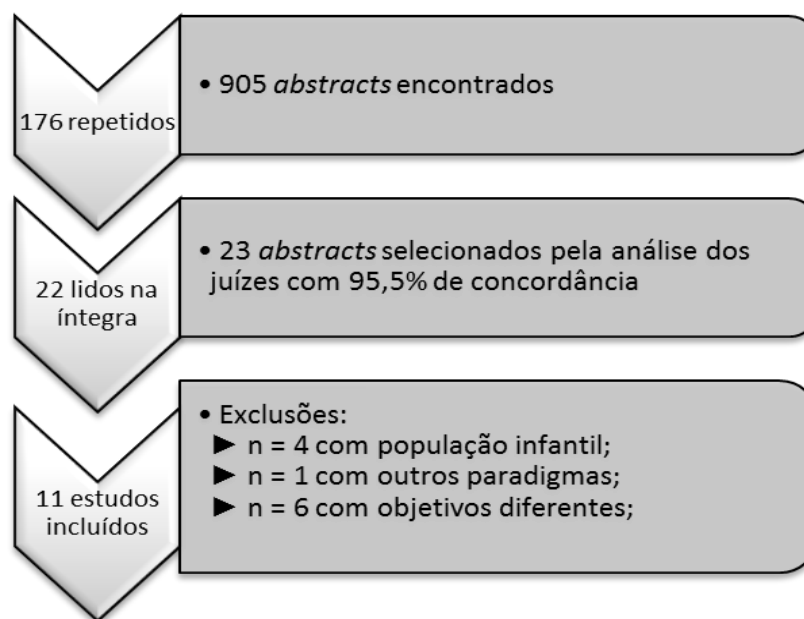 176 repetidos
• 905 abstracts encontrados
22 lidos na
íntegra
• 23 abstracts selecionados pela análise dos
juízes com 95,5% de concordância
11 estudos
incluídos
• Exclusões:
► n = 4 com população infantil;
► n = 1 com outros paradigmas;
► n = 6 com objetivos diferentes;